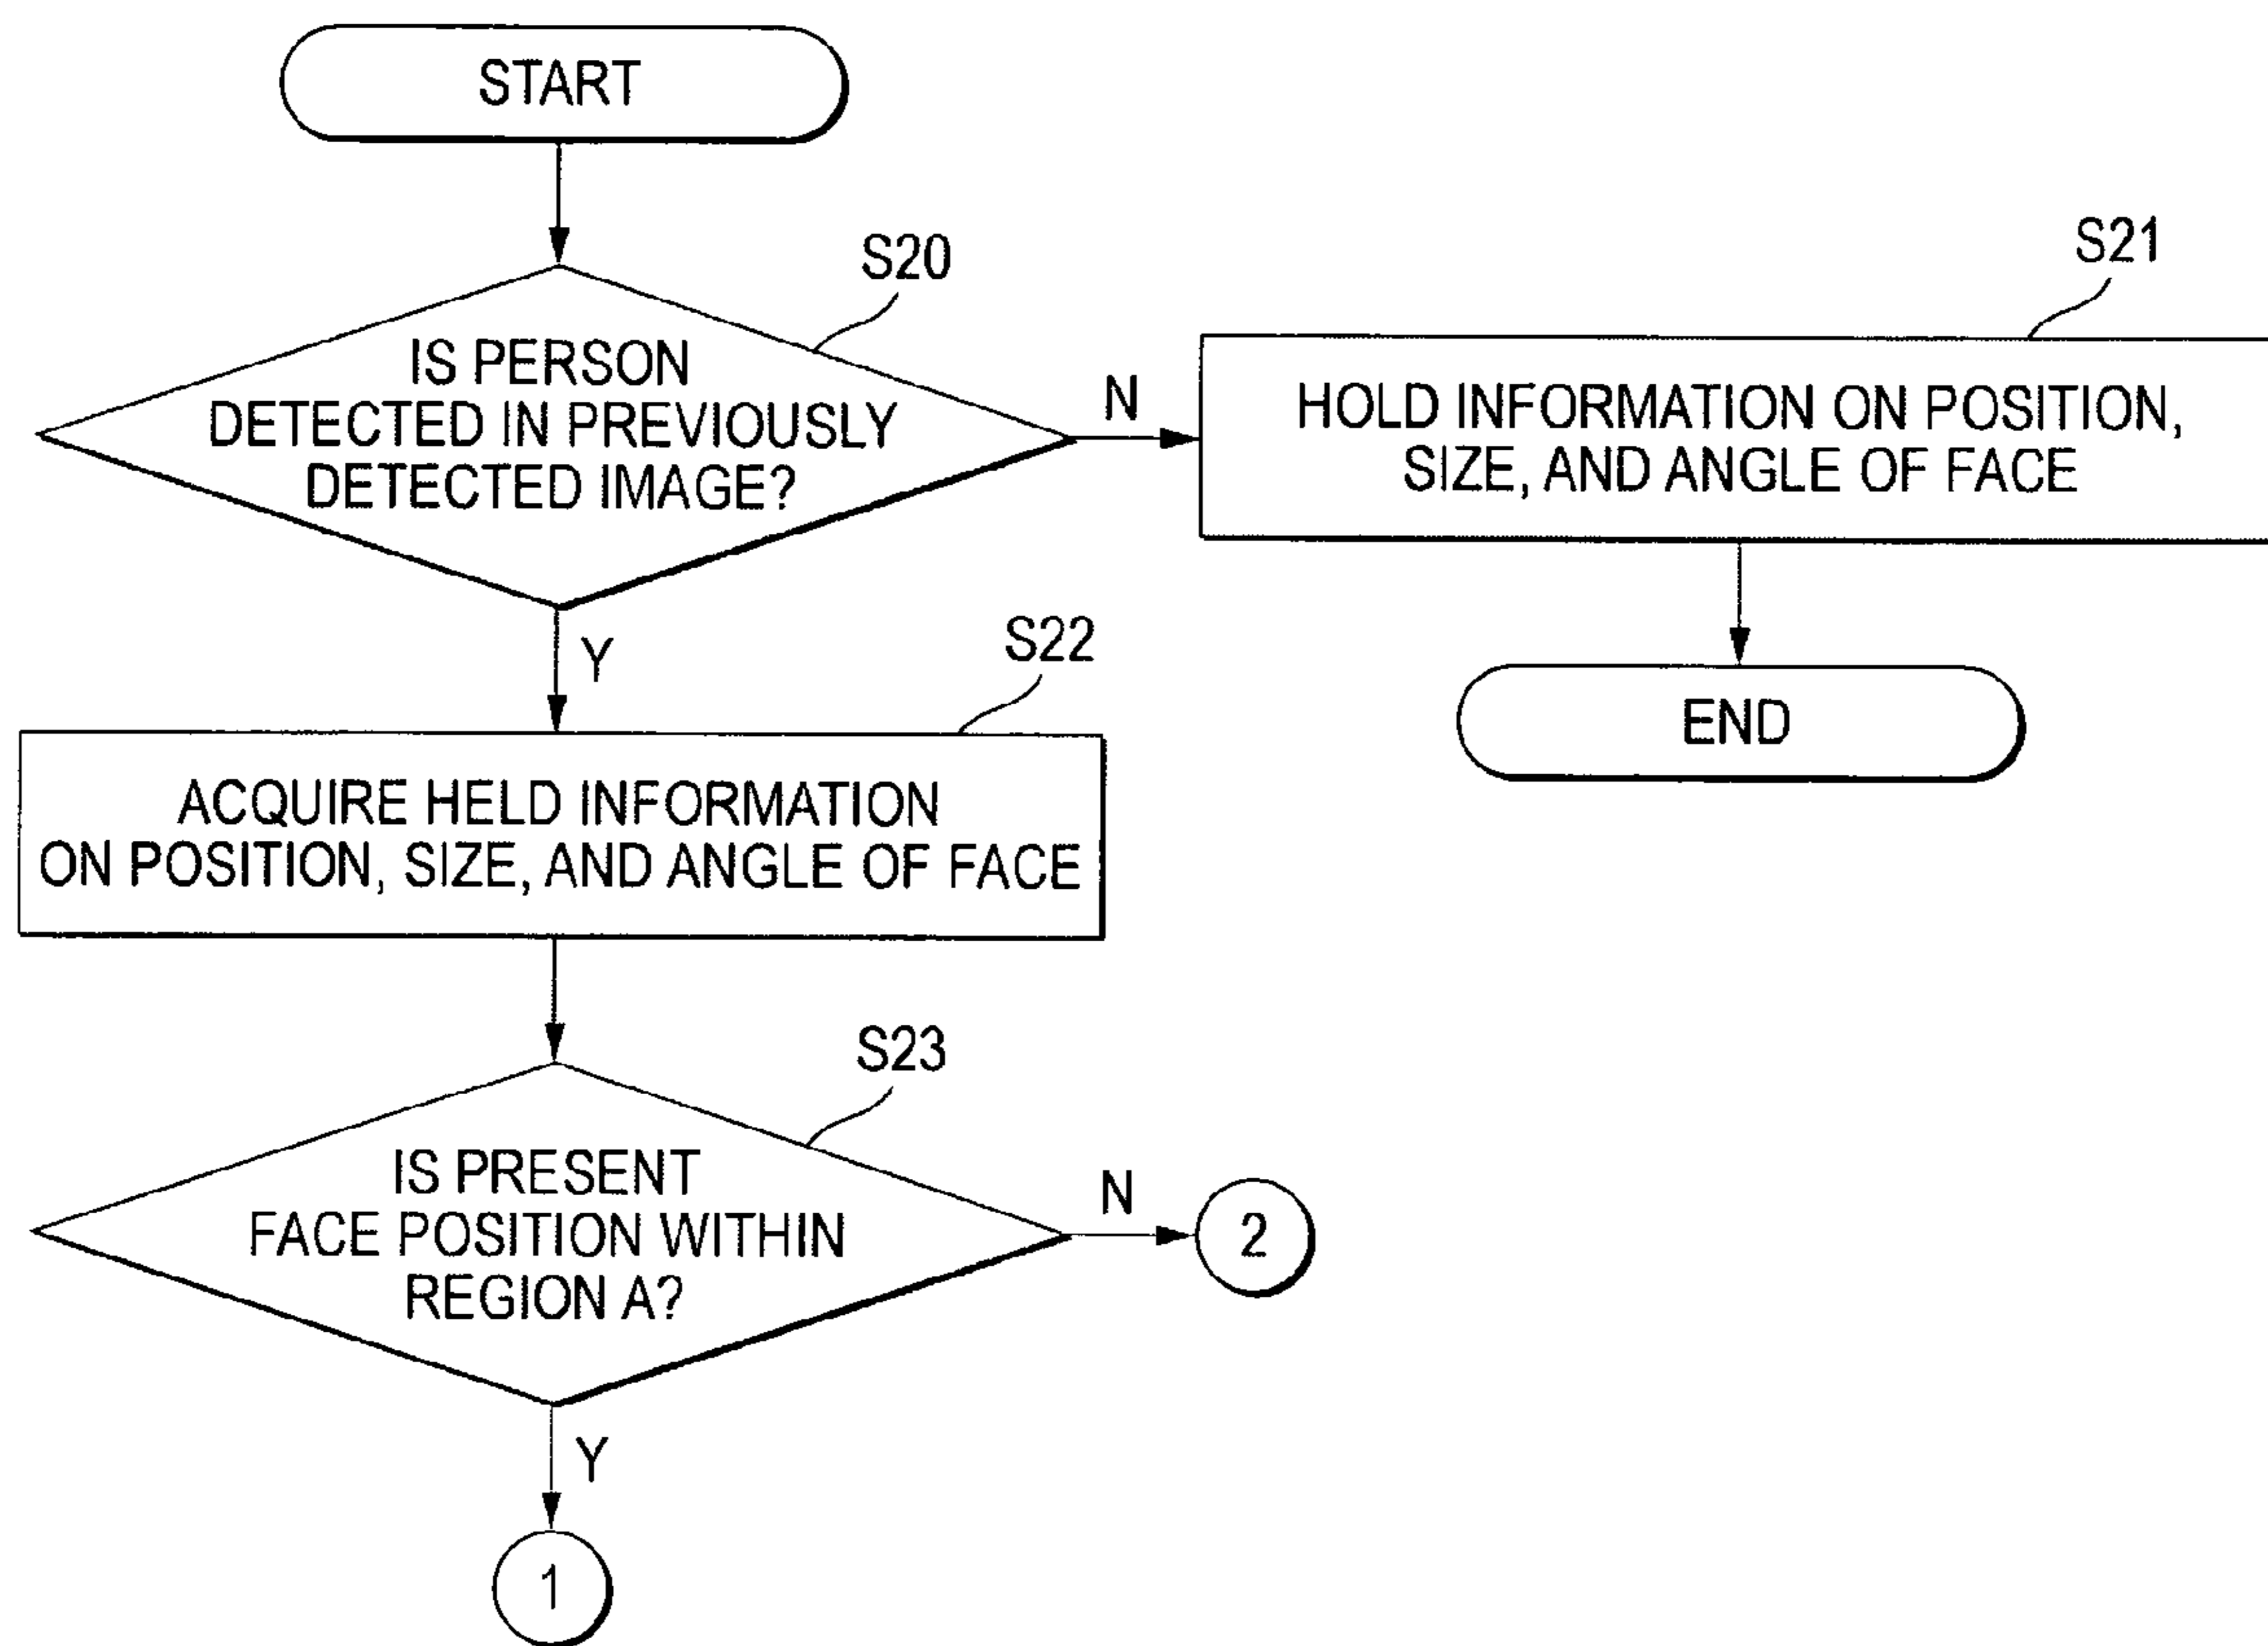 START
S20
IS PERSON
DETECTED IN PREVIOUSLY
DETECTED IMAGE?
N
S21
HOLD INFORMATION ON POSITION,
SIZE, AND ANGLE OF FACE
END
Y
S22
ACQUIRE HELD INFORMATION
ON POSITION, SIZE, AND ANGLE OF FACE
S23
IS PRESENT
FACE POSITION WITHIN
REGION A?
N
2
Y
1